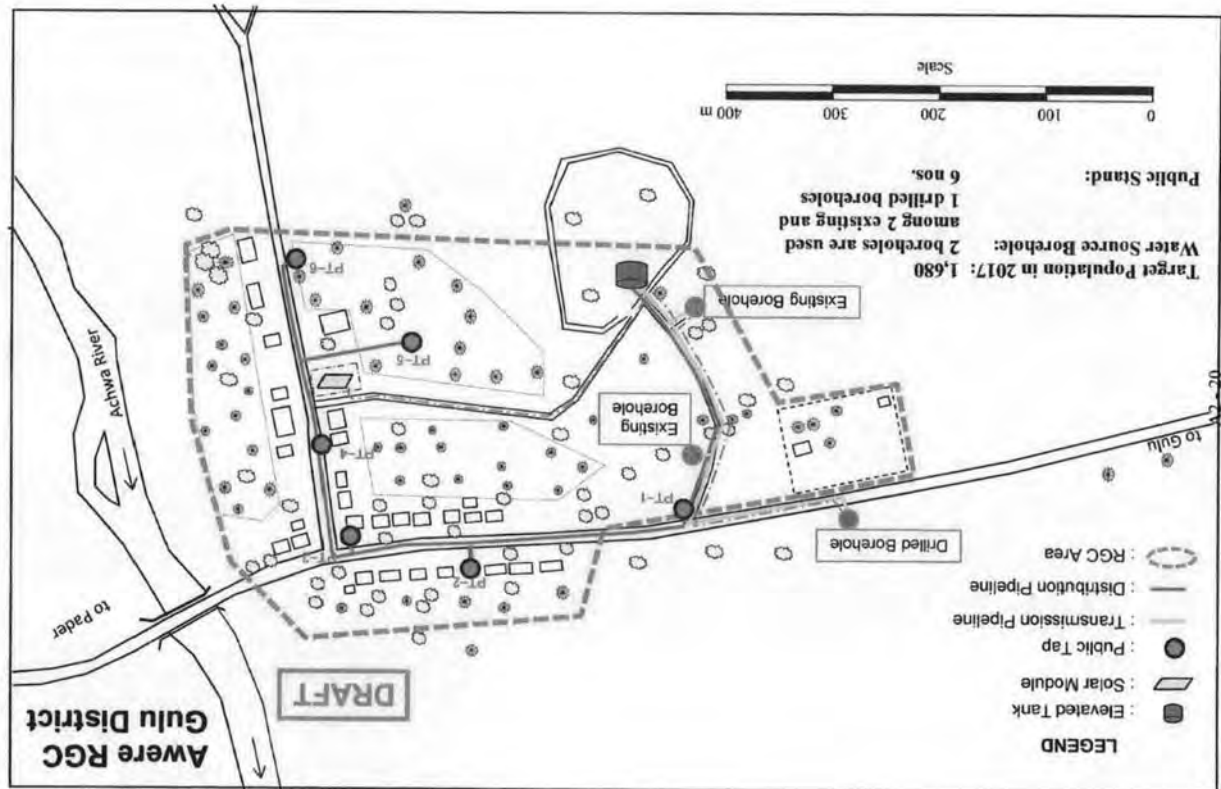 Awere RGC
Gulu District
DRAFT
LEGEND
: Elevated Tank
: Solar Module
: Public Tap
: Transmission Pipeline
: Distribution Pipeline
: RGC Area
to Pader
Achwa River
to Gulu
Drilled Borehole
PT-1
PT-2
PT-3
PT-4
PT-5
PT-6
Existing
Borehole
Existing Borehole
Target Population in 2017: 1,680
Water Source Borehole: 2 boreholes are used
among 2 existing and
1 drilled boreholes
Public Stand: 6 nos.
0 100 200 300 400 m
Scale